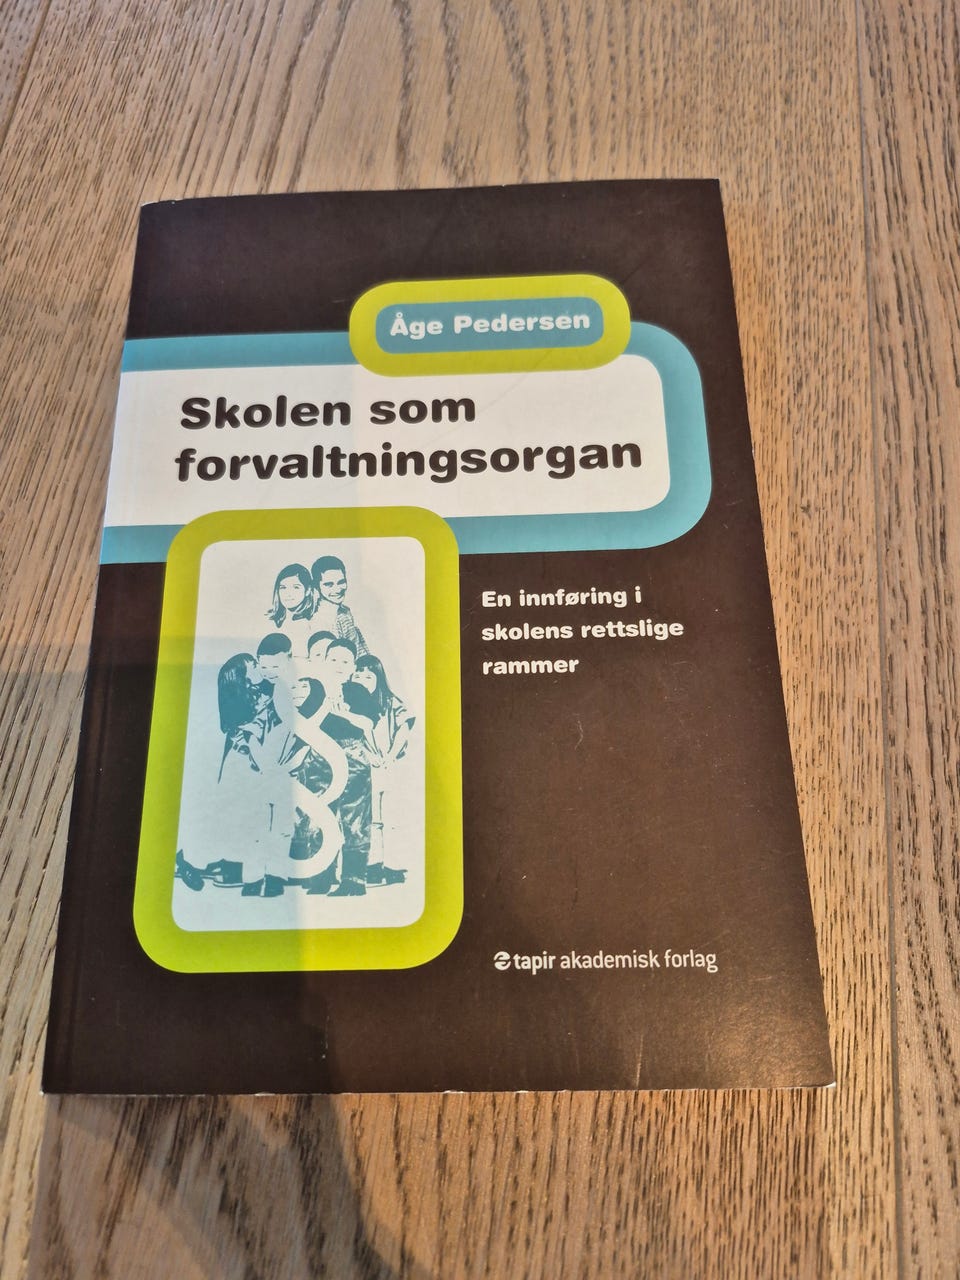 Åge Pedersen
Skolen som
forvaltningsorgan
En innføring i
skolens rettslige
rammer
tapir akademisk forlag